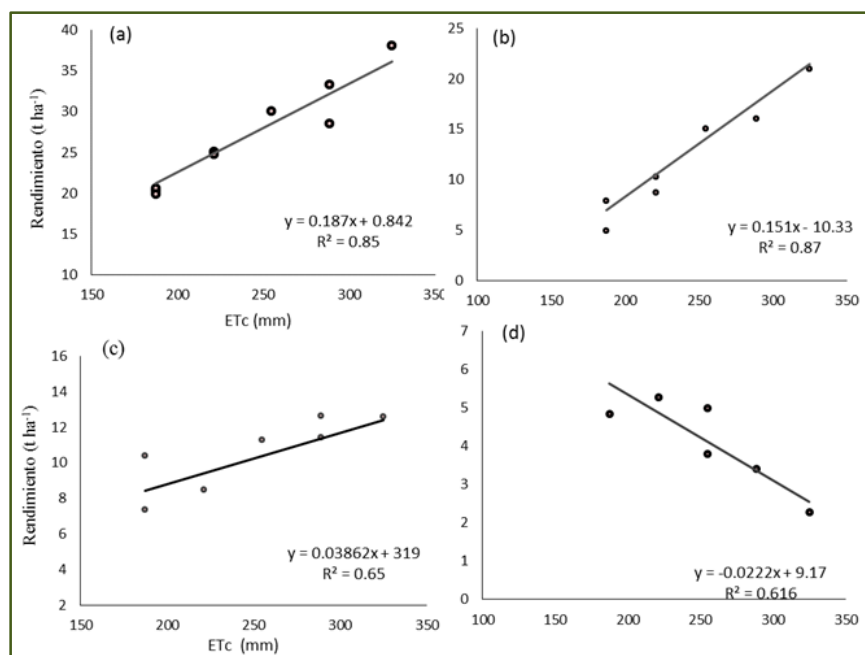 (a)
40
35
30
25
20
15
10
Rendimiento (t ha⁻¹)
y = 0.187x + 0.842
R² = 0.85
150 200 250 300 350
ETc (mm)
(b)
25
20
15
10
5
0
y = 0.151x - 10.33
R² = 0.87
100 150 200 250 300 35
(c)
16
14
12
10
8
6
4
2
Rendimiento (t ha⁻¹)
y = 0.03862x + 319
R² = 0.65
150 200 250 300 350
ETc (mm)
(d)
7
6
5
4
3
2
1
0
y = -0.0222x + 9.17
R² = 0.616
100 150 200 250 300 350